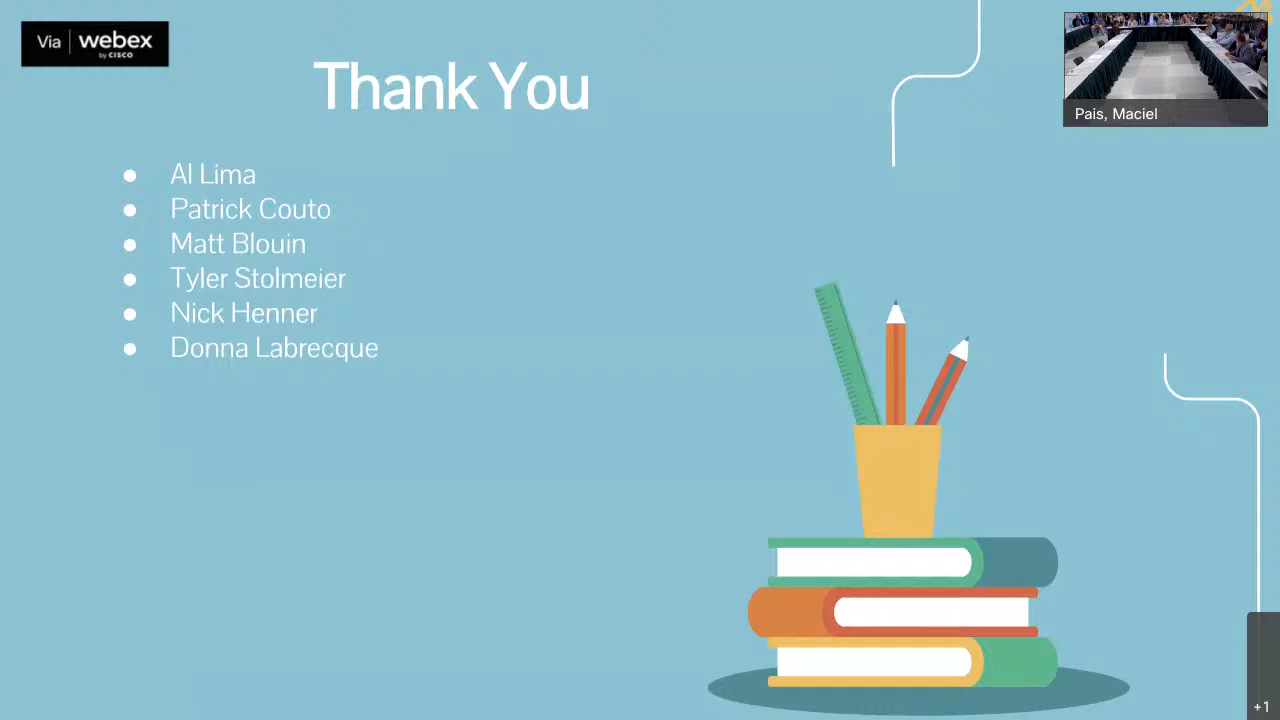 Via | webex
by CISCO
Thank You
Pais, Maciel
● Al Lima
● Patrick Couto
● Matt Blouin
● Tyler Stolmeier
● Nick Henner
● Donna Labrecque
+1